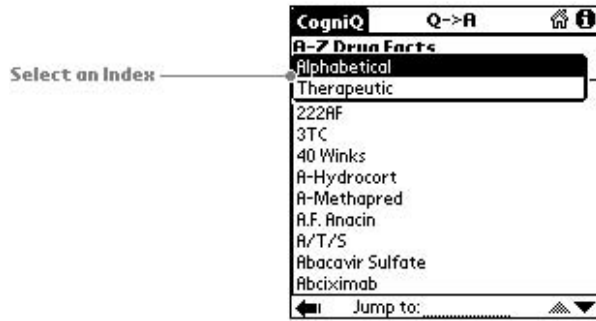 CogniQ Q->A
A-Z Drug Facts
Select an Index
Alphabetical
Therapeutic
222AF
3TC
40 Winks
A-Hydrocort
A-Methapred
A.F. Anacin
A/T/S
Abacavir Sulfate
Abciximab
Jump to: